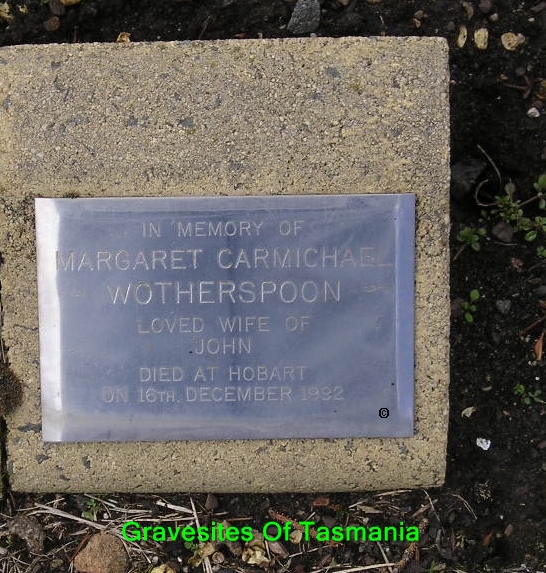 IN MEMORY OF
MARGARET CARMICHAEL
WOTHERSPOON
LOVED WIFE OF
JOHN
DIED AT HOBART
ON 16TH. DECEMBER 1992
©
Gravesites Of Tasmania